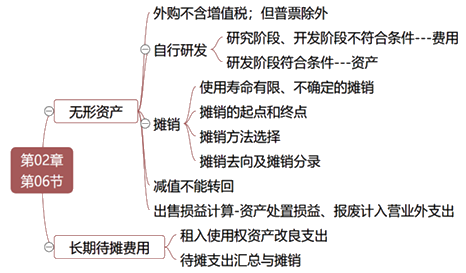 外购不含增值税；但普票除外
研究阶段、开发阶段不符合条件---费用
自行研发
研发阶段符合条件---资产
无形资产
使用寿命有限、不确定的摊销
摊销的起点和终点
摊销
摊销方法选择
摊销去向及摊销分录
第02章
第06节
减值不能转回
出售损益计算-资产处置损益、报废计入营业外支出
长期待摊费用
租入使用权资产改良支出
待摊支出汇总与摊销